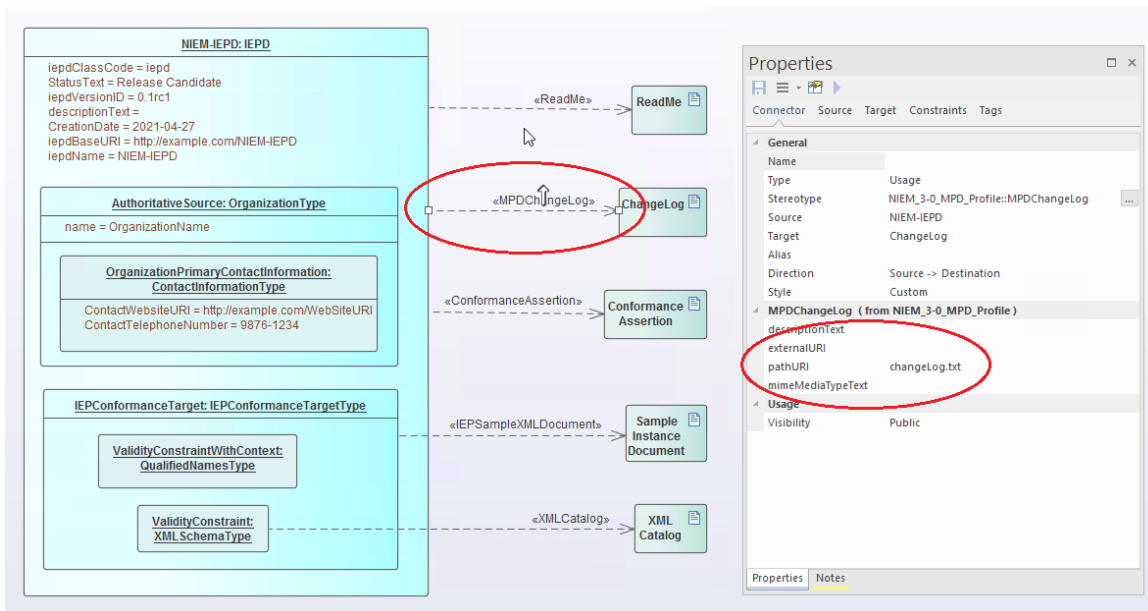 NIEM-IEPD: IEPD
iepdClassCode = iepd
StatusText = Release Candidate
iepdVersionID = 0.1rc1
descriptionText =
CreationDate = 2021-04-27
iepdBaseURI = http://example.com/NIEM-IEPD
iepdName = NIEM-IEPD
AuthoritativeSource: OrganizationType
name = OrganizationName
OrganizationPrimaryContactInformation:
ContactInformationType
ContactWebsiteURI = http://example.com/WebSiteURI
ContactTelephoneNumber = 9876-1234
IEPConformanceTarget: IEPConformanceTargetType
ValidityConstraintWithContext:
QualifiedNamesType
ValidityConstraint:
XMLSchemaType
«ReadMe»
ReadMe
«MPDChangeLog»
ChangeLog
«ConformanceAssertion»
Conformance
Assertion
«IEPSampleXMLDocument»
Sample
Instance
Document
«XMLCatalog»
XML
Catalog
Properties
Connector Source Target Constraints Tags
General
Name
Type Usage
Stereotype NIEM_3-0_MPD_Profile::MPDChangeLog ...
Source NIEM-IEPD
Target ChangeLog
Alias
Direction Source -> Destination
Style Custom
MPDChangeLog ( from NIEM_3-0_MPD_Profile )
descriptionText
externalURI
pathURI changeLog.txt
mimeMediaTypeText
Usage
Visibility Public
Properties Notes